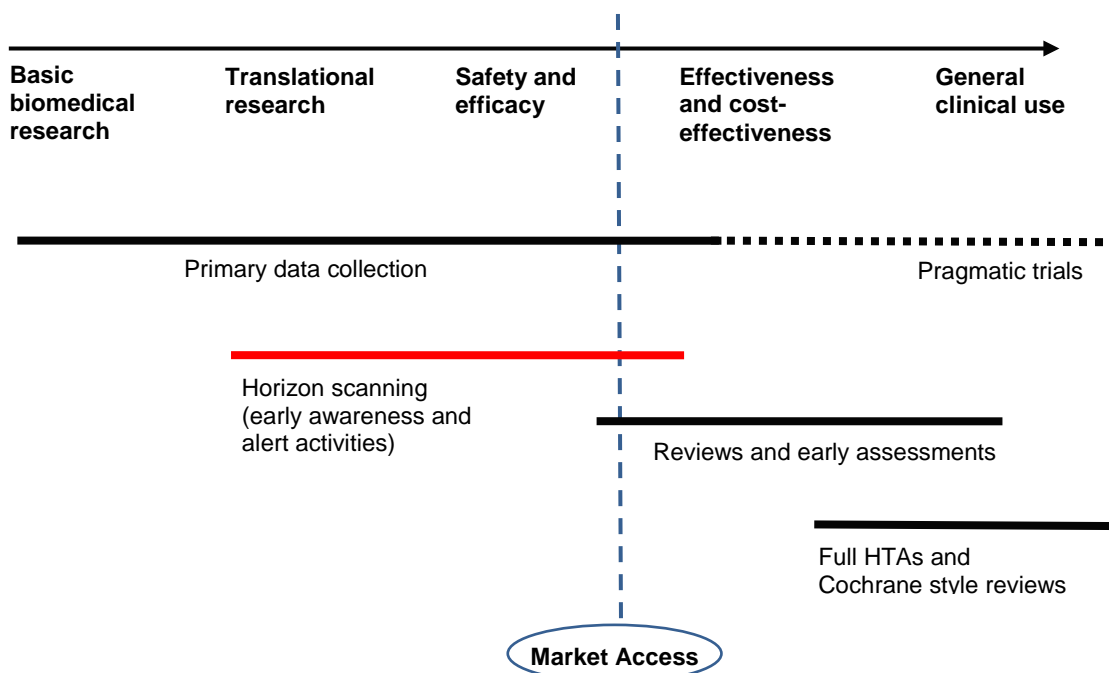 Basic
biomedical
research
Translational
research
Safety and
efficacy
Effectiveness
and cost-
effectiveness
General
clinical use
Primary data collection
Pragmatic trials
Horizon scanning
(early awareness and
alert activities)
Reviews and early assessments
Full HTAs and
Cochrane style reviews
Market Access